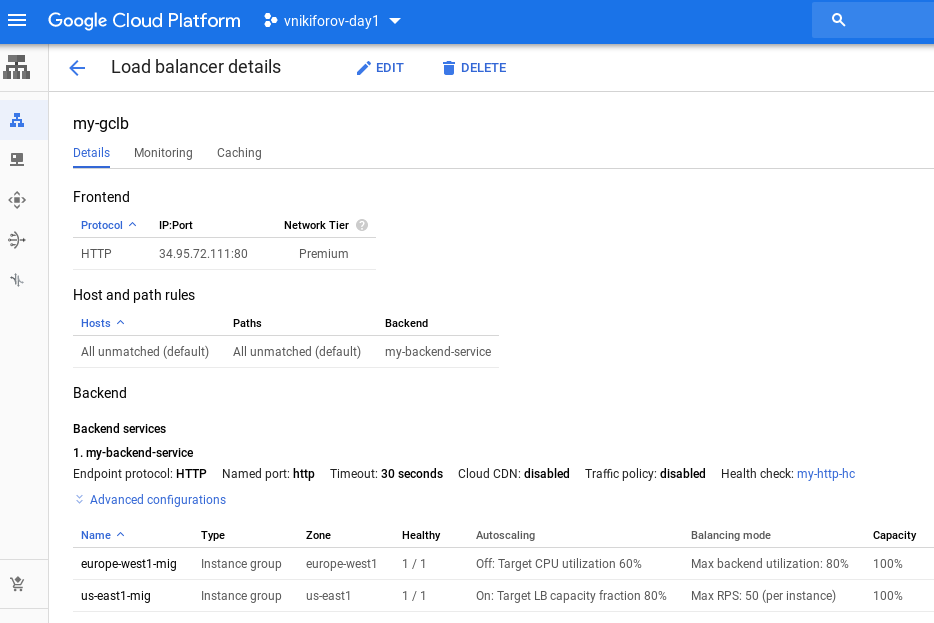 Google Cloud Platform vnikiforov-day1
Load balancer details EDIT DELETE
my-gclb
Details Monitoring Caching
Frontend
Protocol IP:Port Network Tier ?
HTTP 34.95.72.111:80 Premium
Host and path rules
Hosts Paths Backend
All unmatched (default) All unmatched (default) my-backend-service
Backend
Backend services
1. my-backend-service
Endpoint protocol: HTTP Named port: http Timeout: 30 seconds Cloud CDN: disabled Traffic policy: disabled Health check: my-http-hc
Advanced configurations
Name Type Zone Healthy Autoscaling Balancing mode Capacity
europe-west1-mig Instance group europe-west1 1 / 1 Off: Target CPU utilization 60% Max backend utilization: 80% 100%
us-east1-mig Instance group us-east1 1 / 1 On: Target LB capacity fraction 80% Max RPS: 50 (per instance) 100%